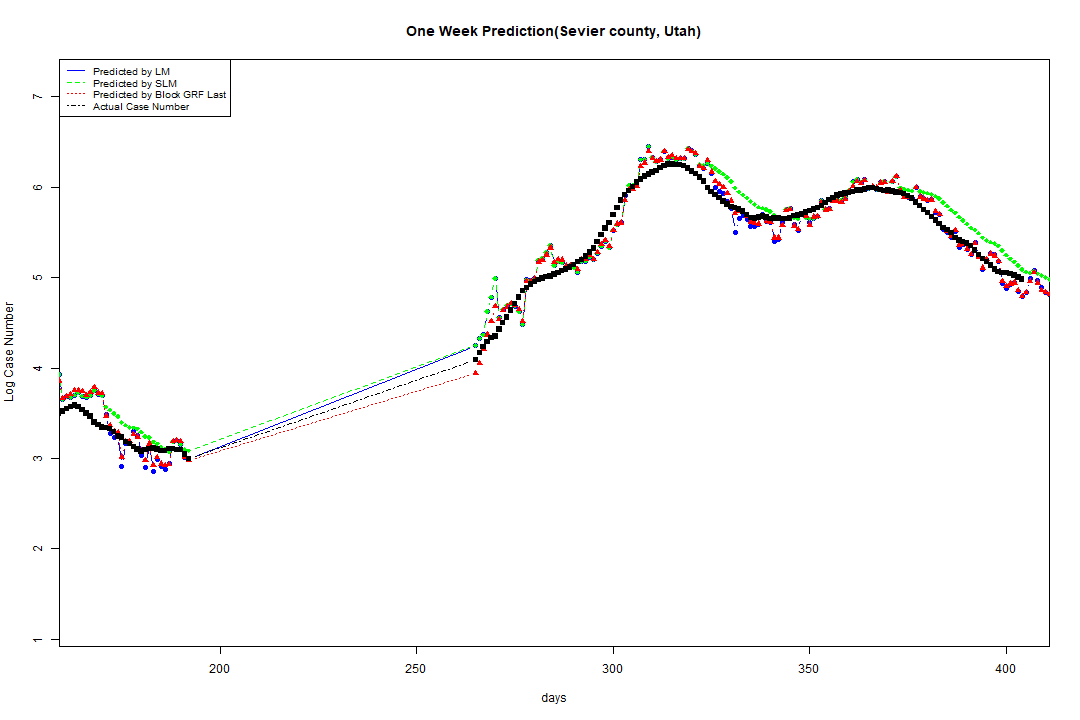 One Week Prediction(Sevier county, Utah)
Predicted by LM
Predicted by SLM
Predicted by Block GRF Last
Actual Case Number
Log Case Number
7
6
5
4
3
2
1
200
250
300
350
400
days